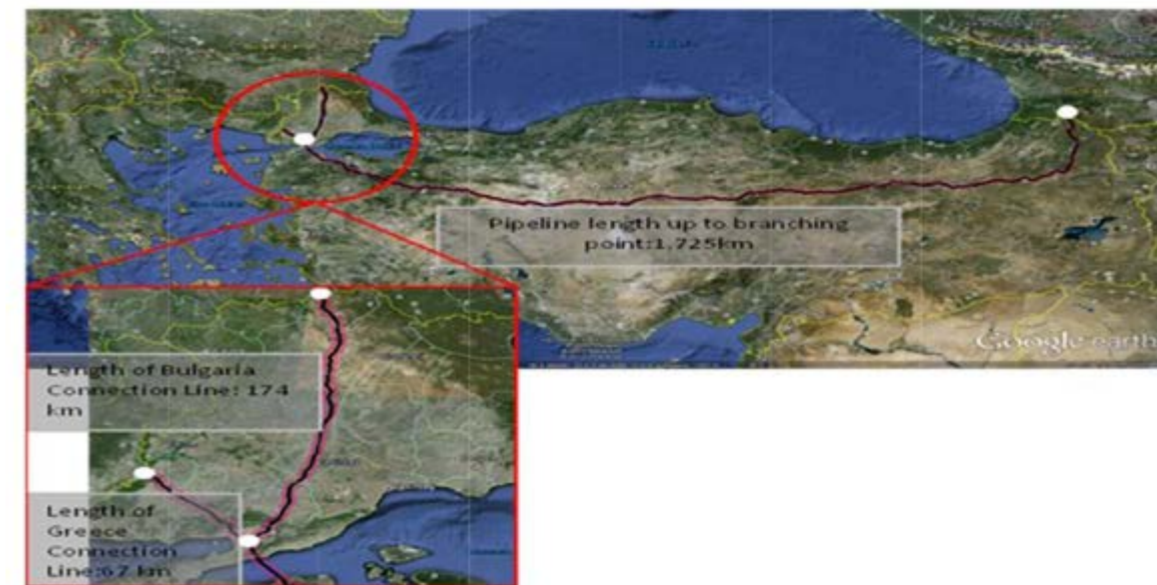 Pipeline length up to branching
point:1.725km
Google earth
Length of Bulgaria
Connection Line: 174
km
Length of
Greece
Connection
Line:67 km